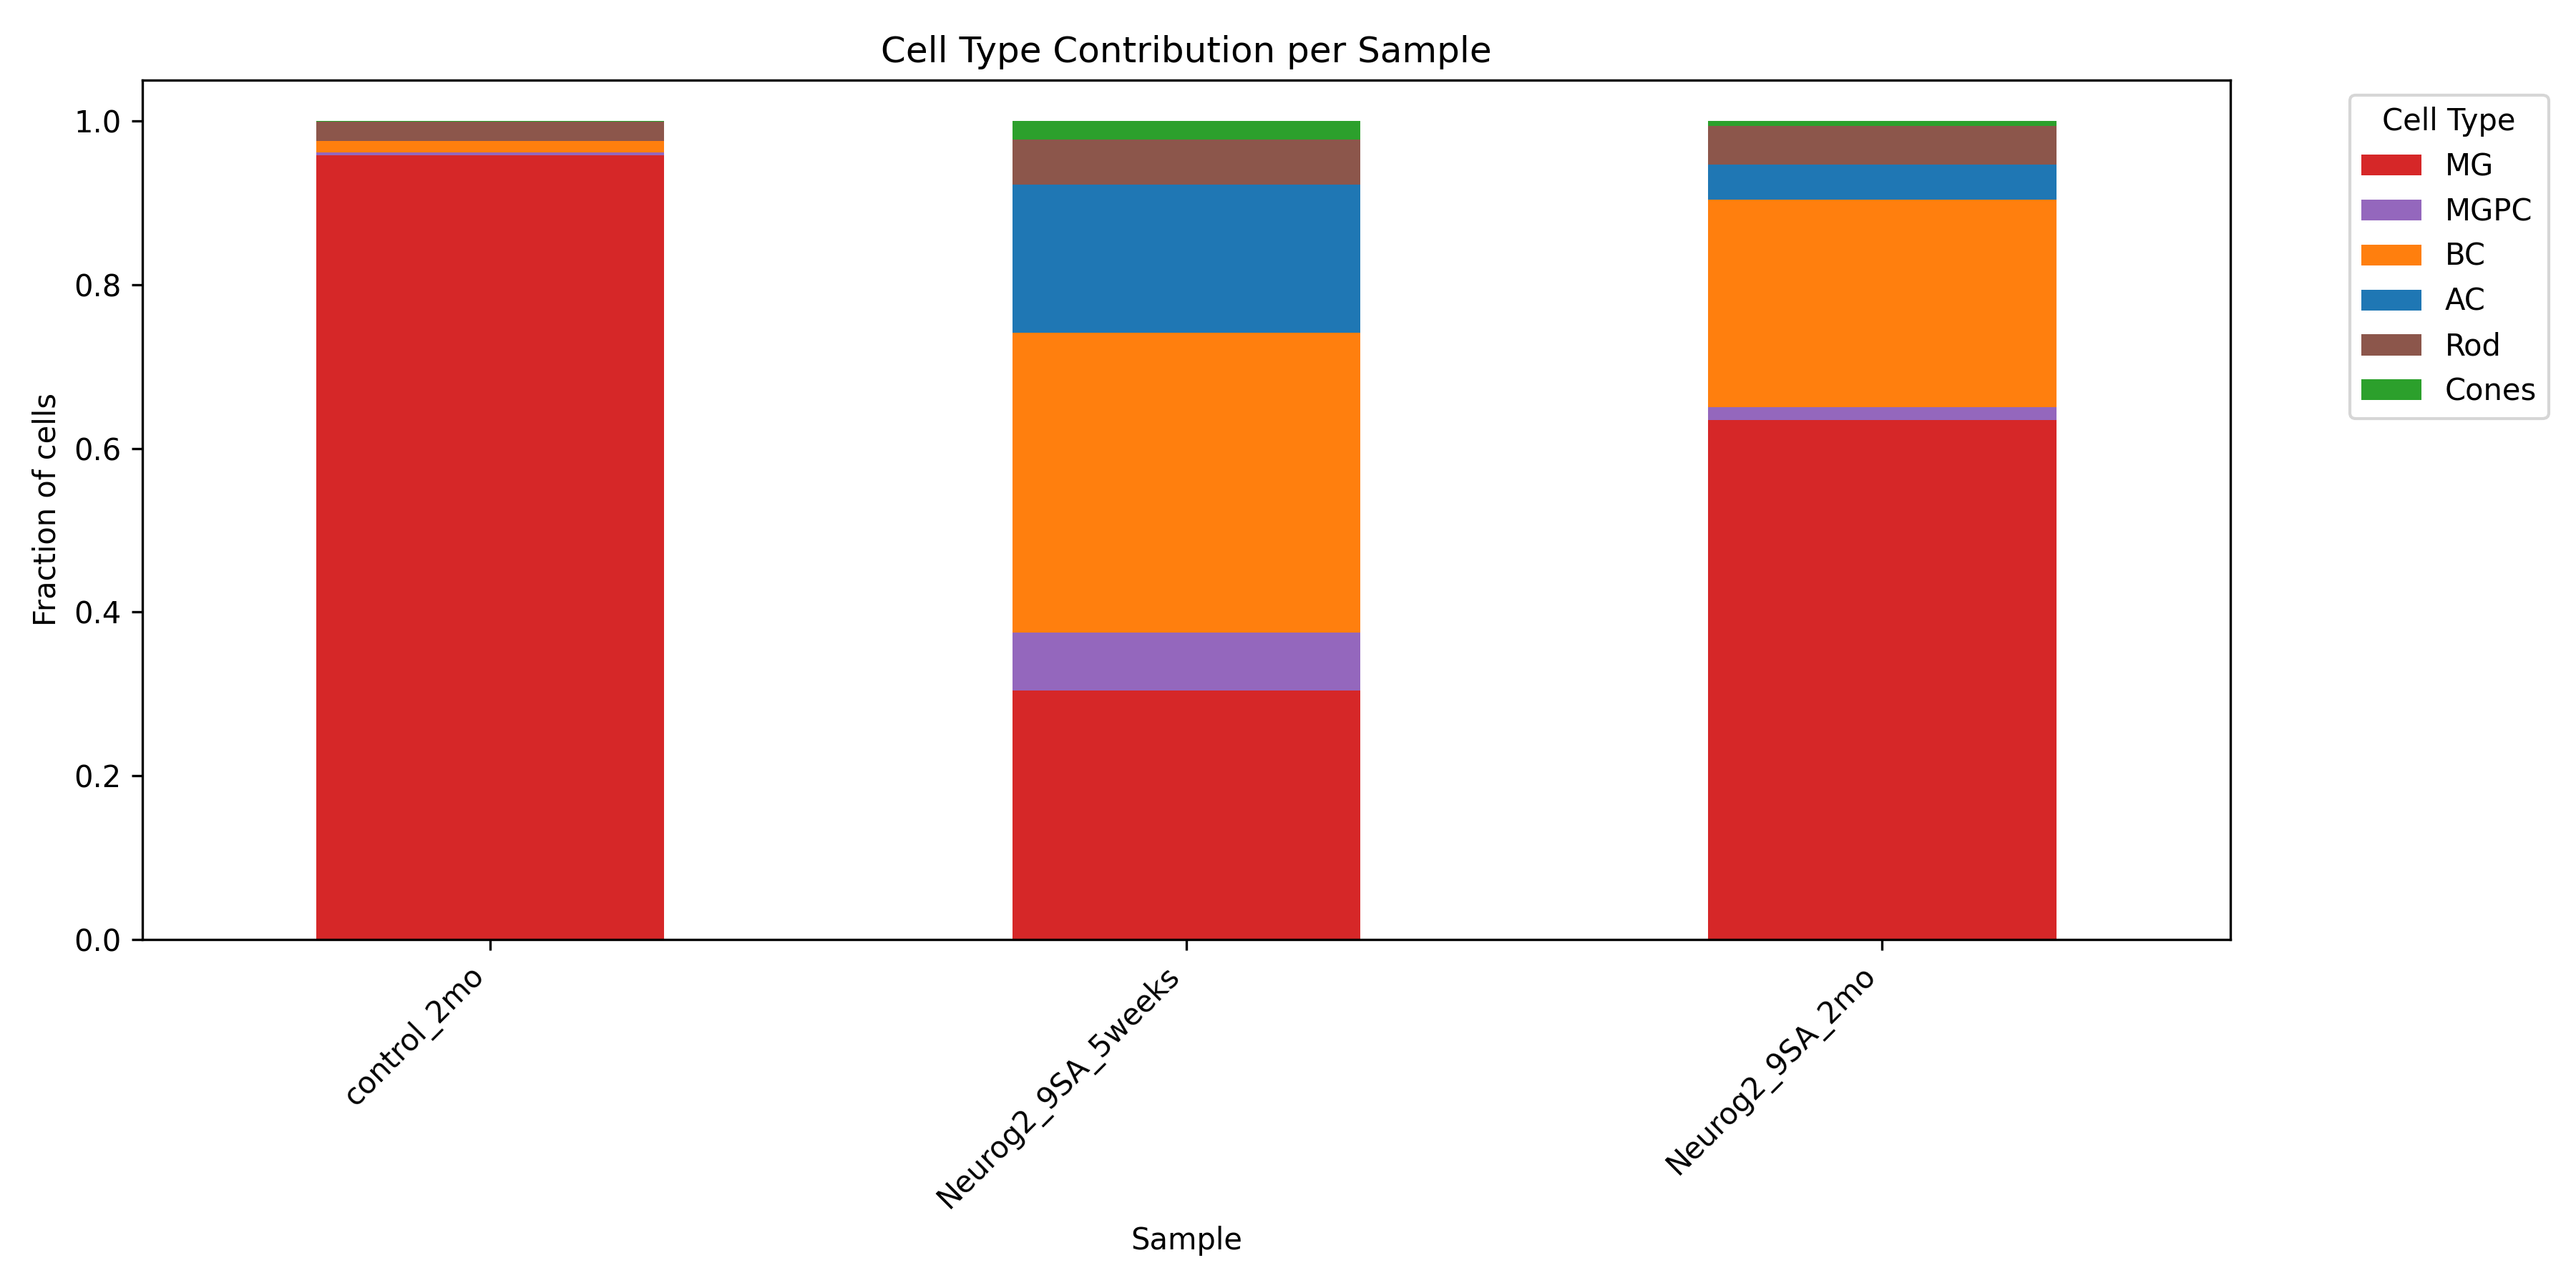 Cell Type Contribution per Sample
Fraction of cells
1.0
0.8
0.6
0.4
0.2
0.0
control_2mo
Neurog2_9SA_5weeks
Neurog2_9SA_2mo
Sample
Cell Type
MG
MGPC
BC
AC
Rod
Cones